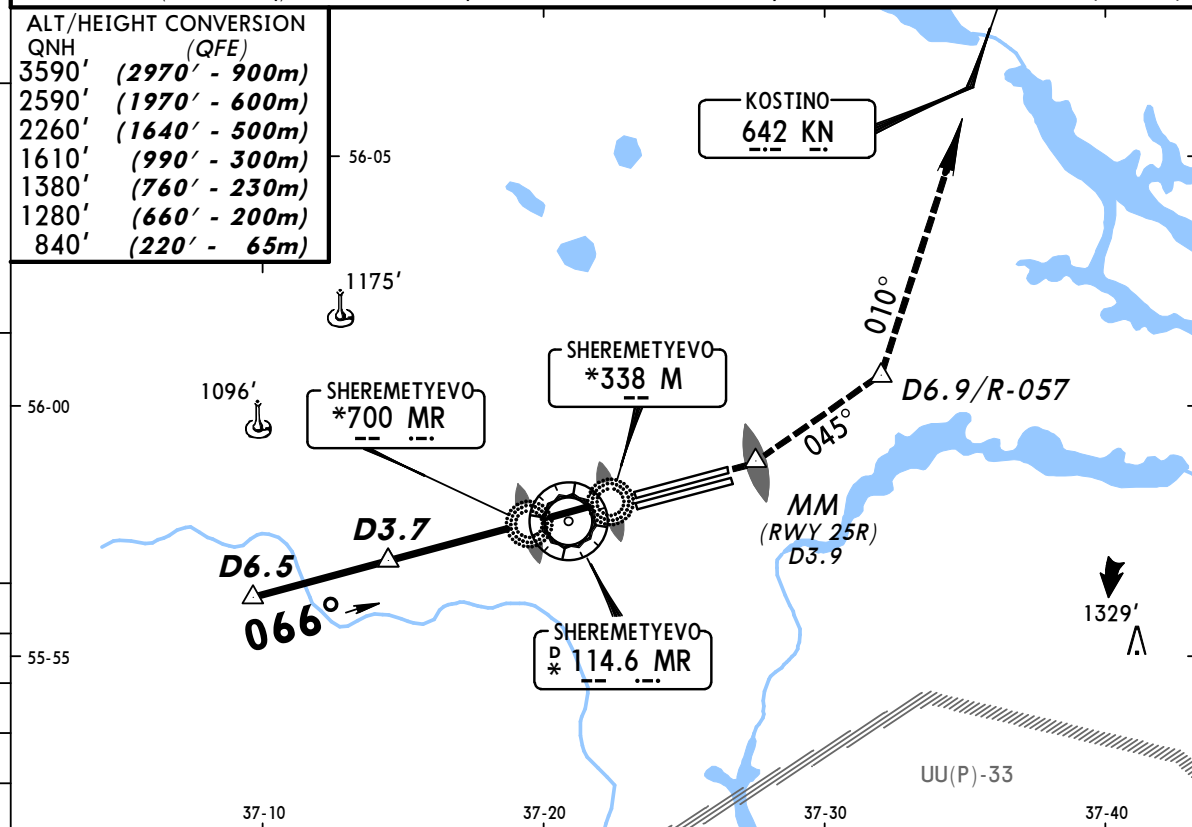 ALT/HEIGHT CONVERSION
QNH (QFE)
3590' (2970' - 900m)
2590' (1970' - 600m)
2260' (1640' - 500m)
1610' (990' - 300m)
1380' (760' - 230m)
1280' (660' - 200m)
840' (220' - 65m)
KOSTINO
642 KN
56-05
1175'
010°
SHEREMETYEVO
*338 M
1096'
SHEREMETYEVO
*700 MR
D6.9/R-057
56-00
045°
MM
(RWY 25R)
D3.9
D3.7
D6.5
066°
1329'
SHEREMETYEVO
D
* 114.6 MR
55-55
UU(P)-33
37-10
37-20
37-30
37-40